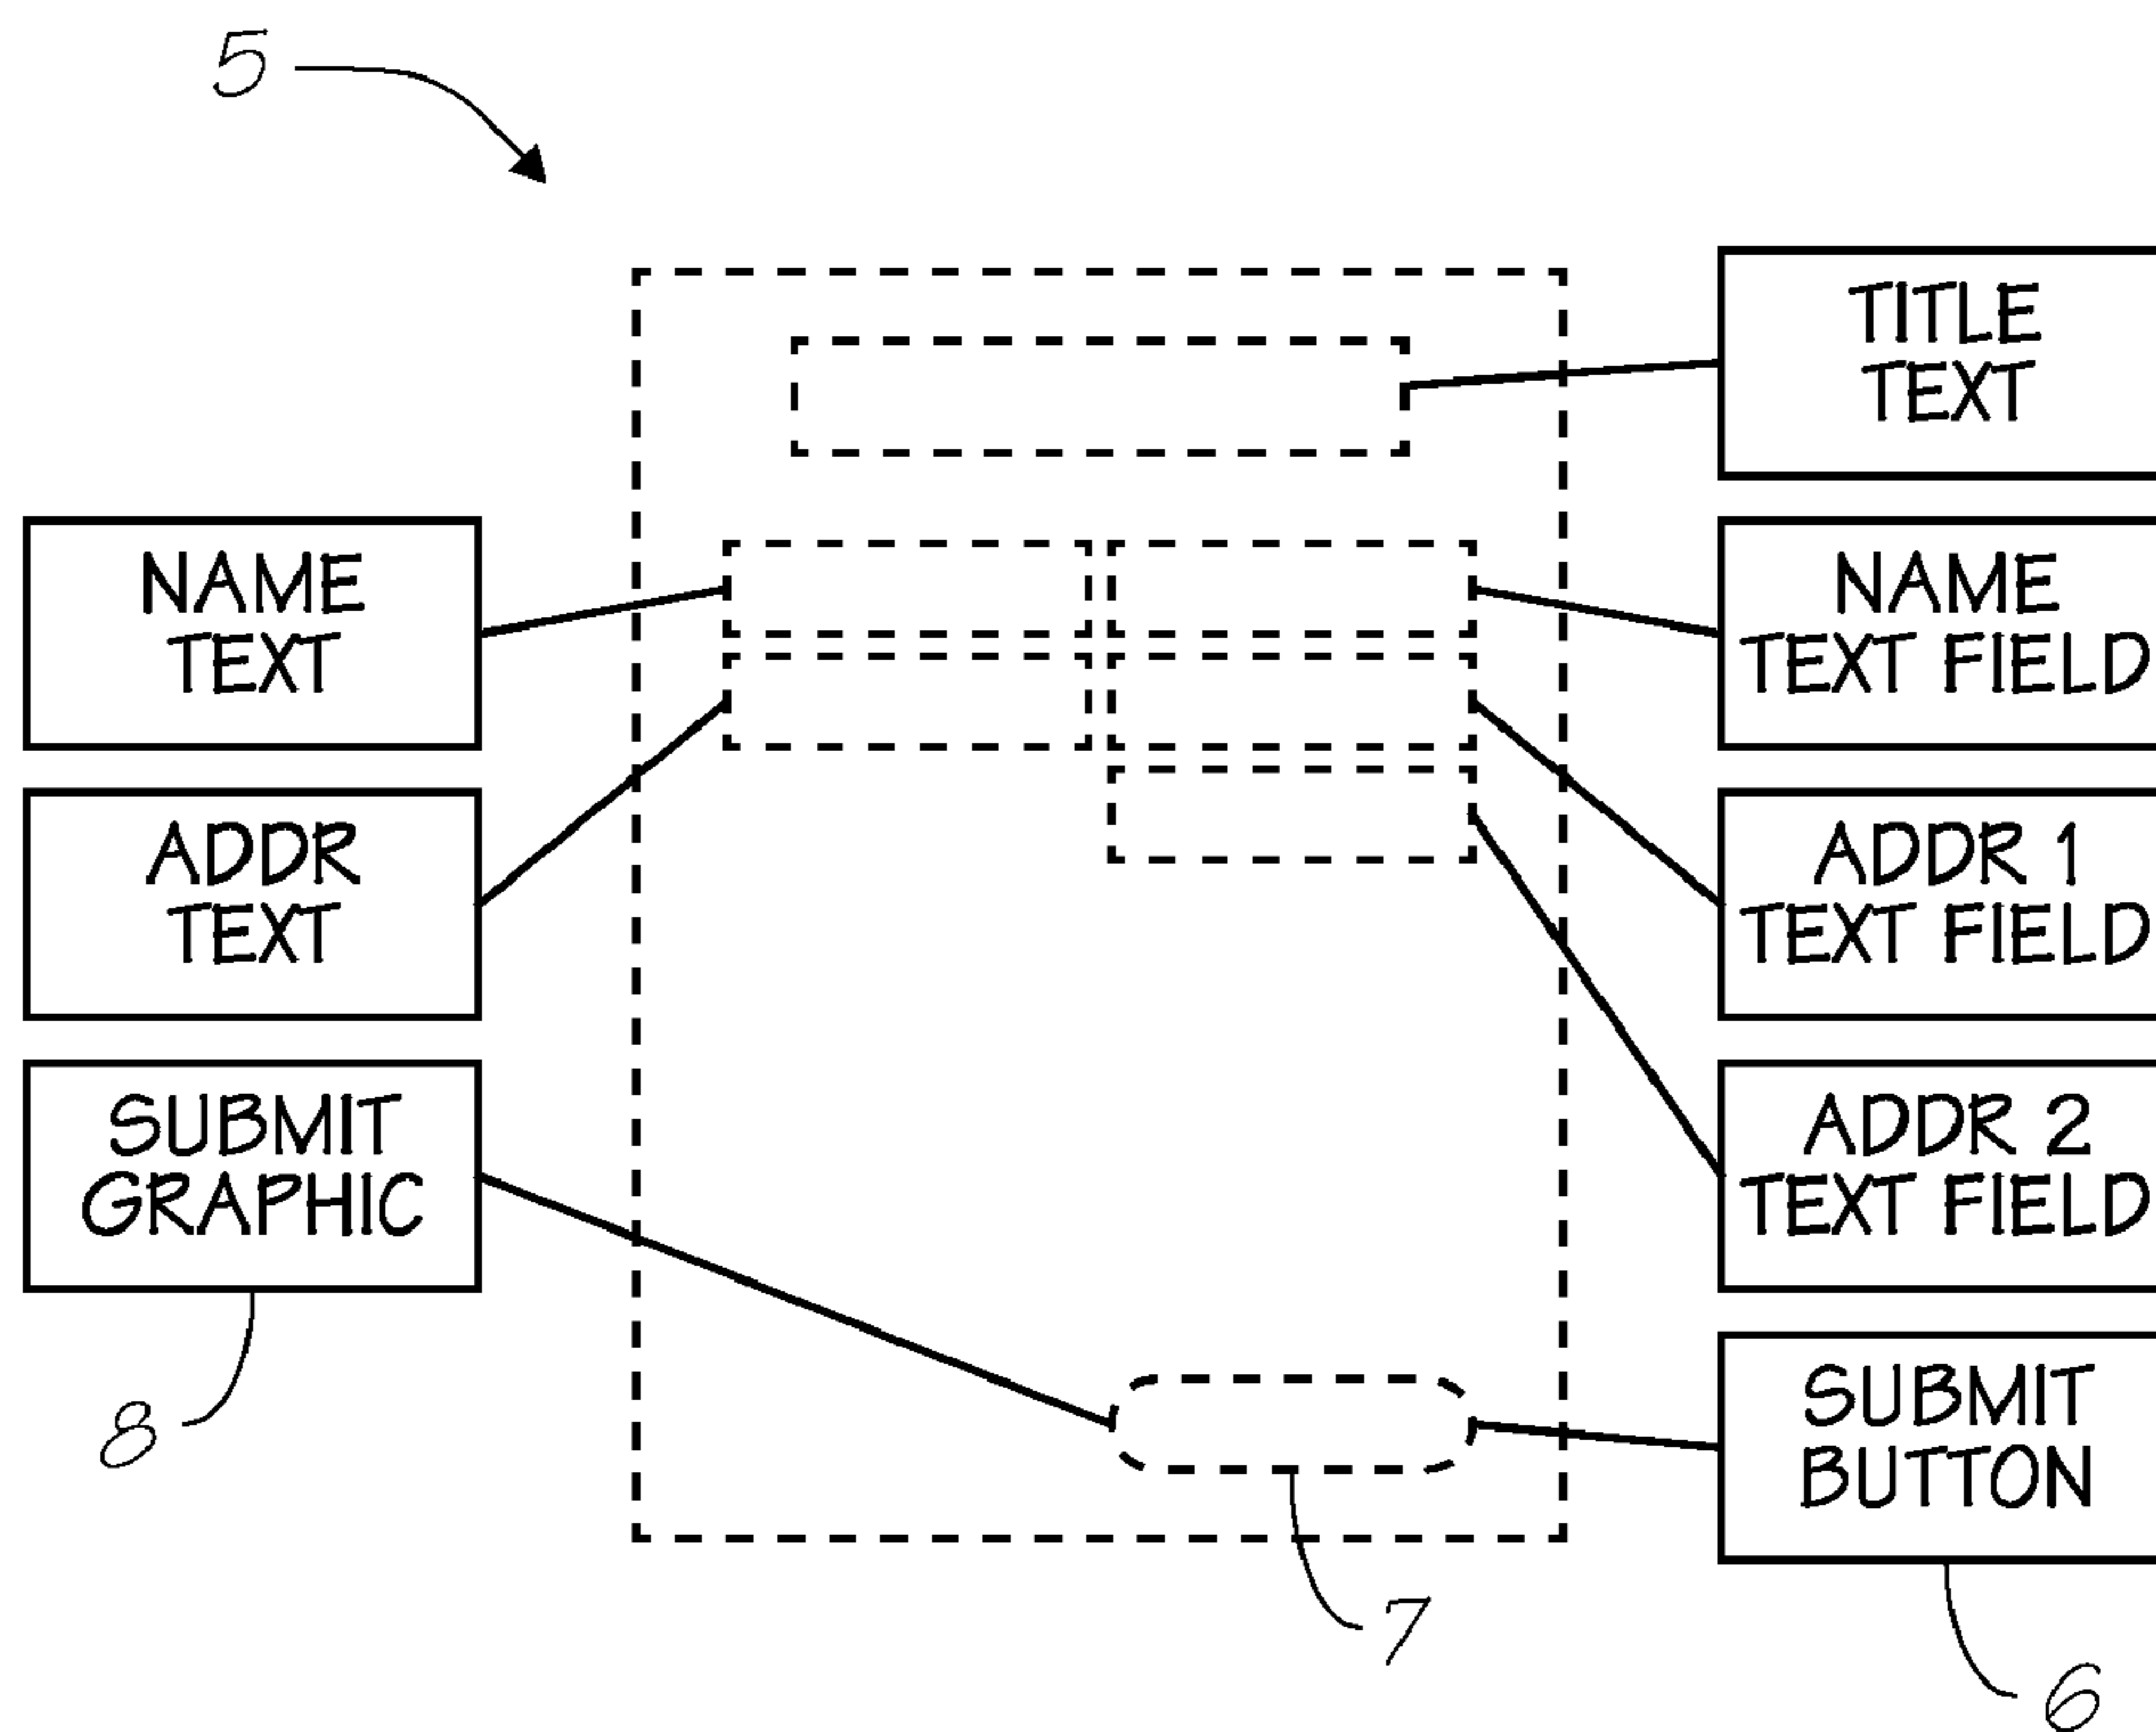 5
TITLE
TEXT
NAME
TEXT
NAME
TEXT FIELD
ADDR
TEXT
ADDR 1
TEXT FIELD
SUBMIT
GRAPHIC
ADDR 2
TEXT FIELD
SUBMIT
BUTTON
8
7
6